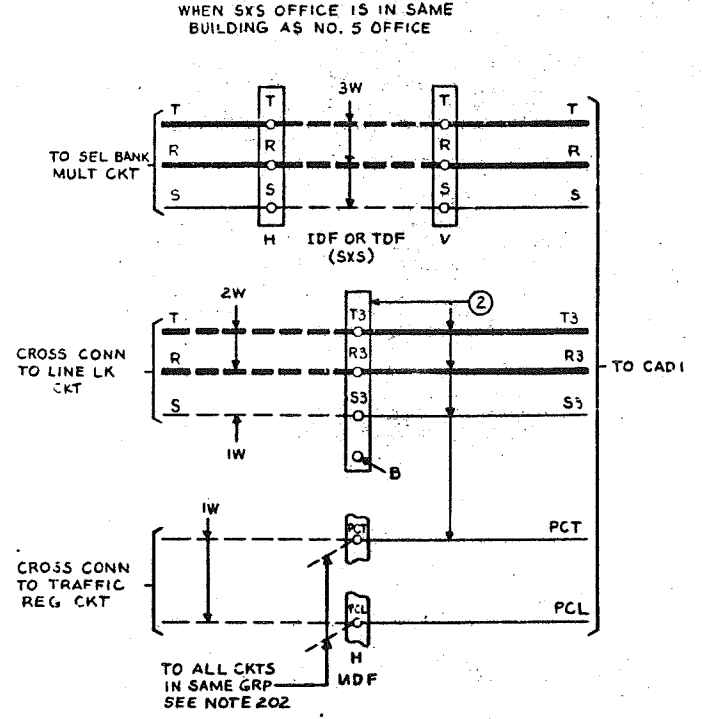 WHEN SXS OFFICE IS IN SAME
BUILDING AS NO. 5 OFFICE
T T 3W T T
R R R R
TO SEL BANK
MULT CKT
S S S S
H IDF OR TDF V
(SXS)
2W 2
T T3 T3
R R3 R3
CROSS CONN
TO LINE LK
CKT
TO CAD1
S S3 S3
1W B
1W
PCT PCT
CROSS CONN
TO TRAFFIC
REG CKT
PCL PCL
H
TO ALL CKTS
IN SAME GRP
SEE NOTE 202